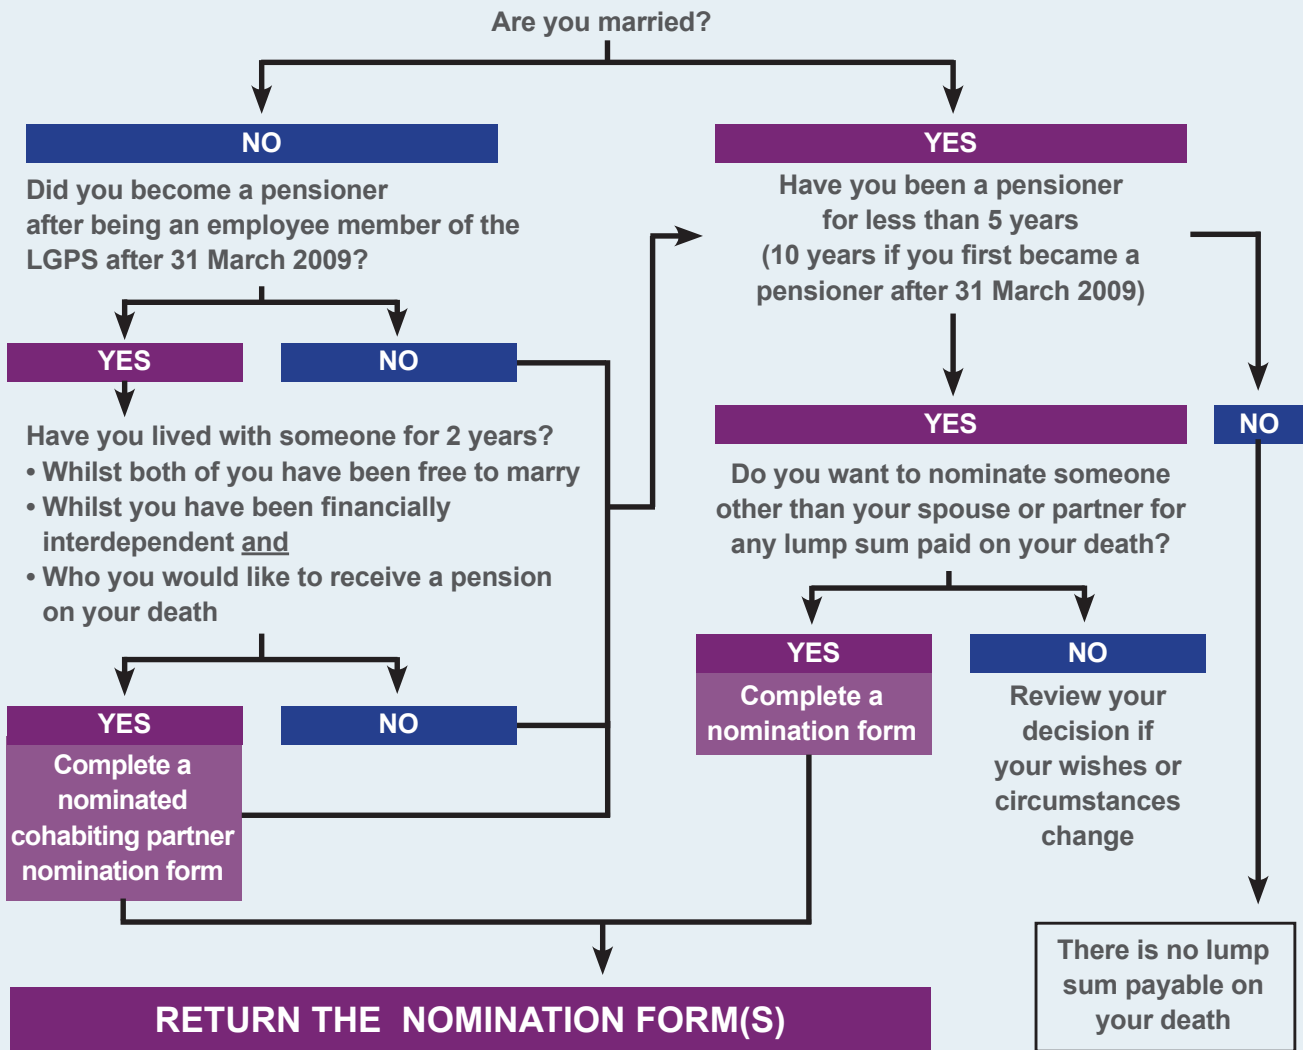 Are you married?
NO
Did you become a pensioner
after being an employee member of the
LGPS after 31 March 2009?
YES
NO
Have you lived with someone for 2 years?
• Whilst both of you have been free to marry
• Whilst you have been financially
interdependent and
• Who you would like to receive a pension
on your death
YES
Complete a
nominated
cohabiting partner
nomination form
NO
YES
Have you been a pensioner
for less than 5 years
(10 years if you first became a
pensioner after 31 March 2009)
YES
Do you want to nominate someone
other than your spouse or partner for
any lump sum paid on your death?
YES
Complete a
nomination form
NO
Review your
decision if
your wishes or
circumstances
change
NO
There is no lump
sum payable on
your death
RETURN THE NOMINATION FORM(S)